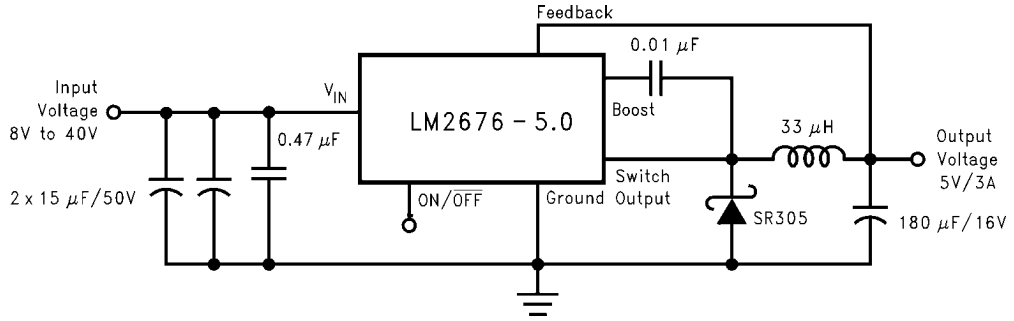 Feedback
0.01 μF
Input
Voltage
8V to 40V
V_IN
LM2676 – 5.0
Boost
0.47 μF
33 μH
Output
Voltage
5V/3A
2 x 15 μF/50V
ON/O̅F̅F̅
Ground
Switch
Output
SR305
180 μF/16V